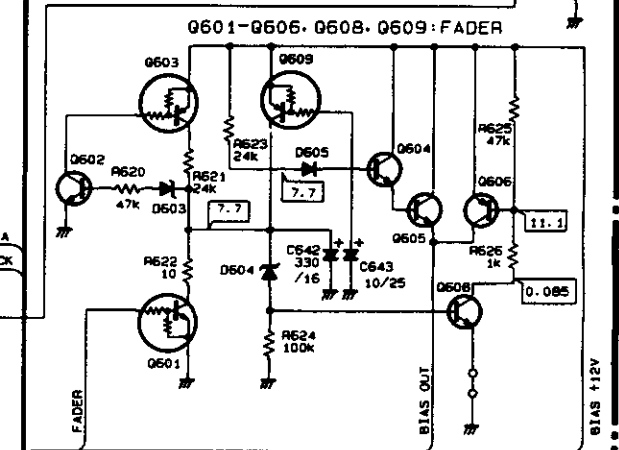 Q601-Q606, Q608, Q609:FADER
Q603
Q609
Q602
R620
47k
D603
R621
24k
R623
24k
D605
7.7
7.7
Q604
Q605
R625
47k
Q606
11.1
R626
1k
0.085
Q606
R622
10
D604
C642
330
/16
C643
10/25
A
CK
Q601
R624
100k
FADER
BIAS OUT
BIAS +12V